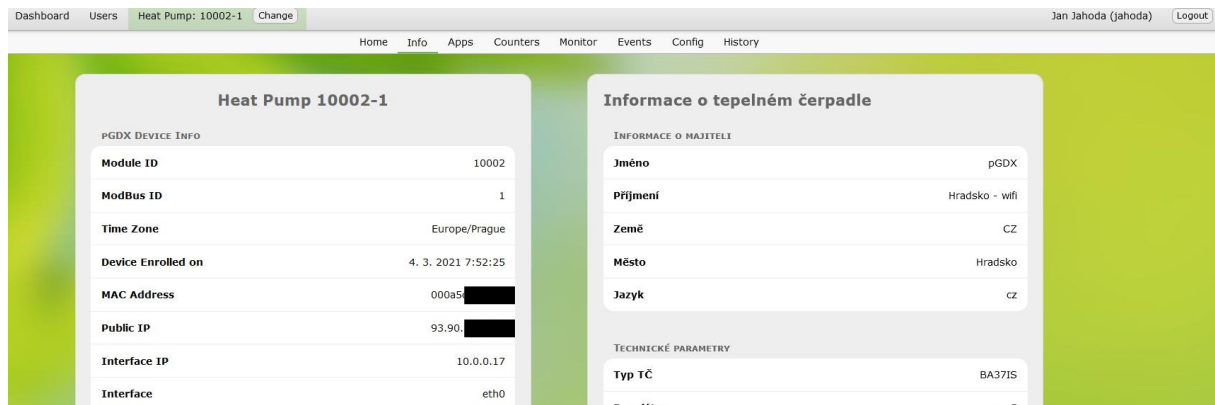 Dashboard Users Heat Pump: 10002-1 Change Jan Jahoda (jahoda) Logout
Home Info Apps Counters Monitor Events Config History
Heat Pump 10002-1
PGDX DEVICE INFO
Module ID 10002
ModBus ID 1
Time Zone Europe/Prague
Device Enrolled on 4. 3. 2021 7:52:25
MAC Address 000a5
Public IP 93.90.
Interface IP 10.0.0.17
Interface eth0
Informace o tepelném čerpadle
INFORMACE O MAJITELI
Jméno pGDX
Příjmení Hradsko - wifi
Země CZ
Město Hradsko
Jazyk cz
TECHNICKÉ PARAMETRY
Typ TČ BA37IS